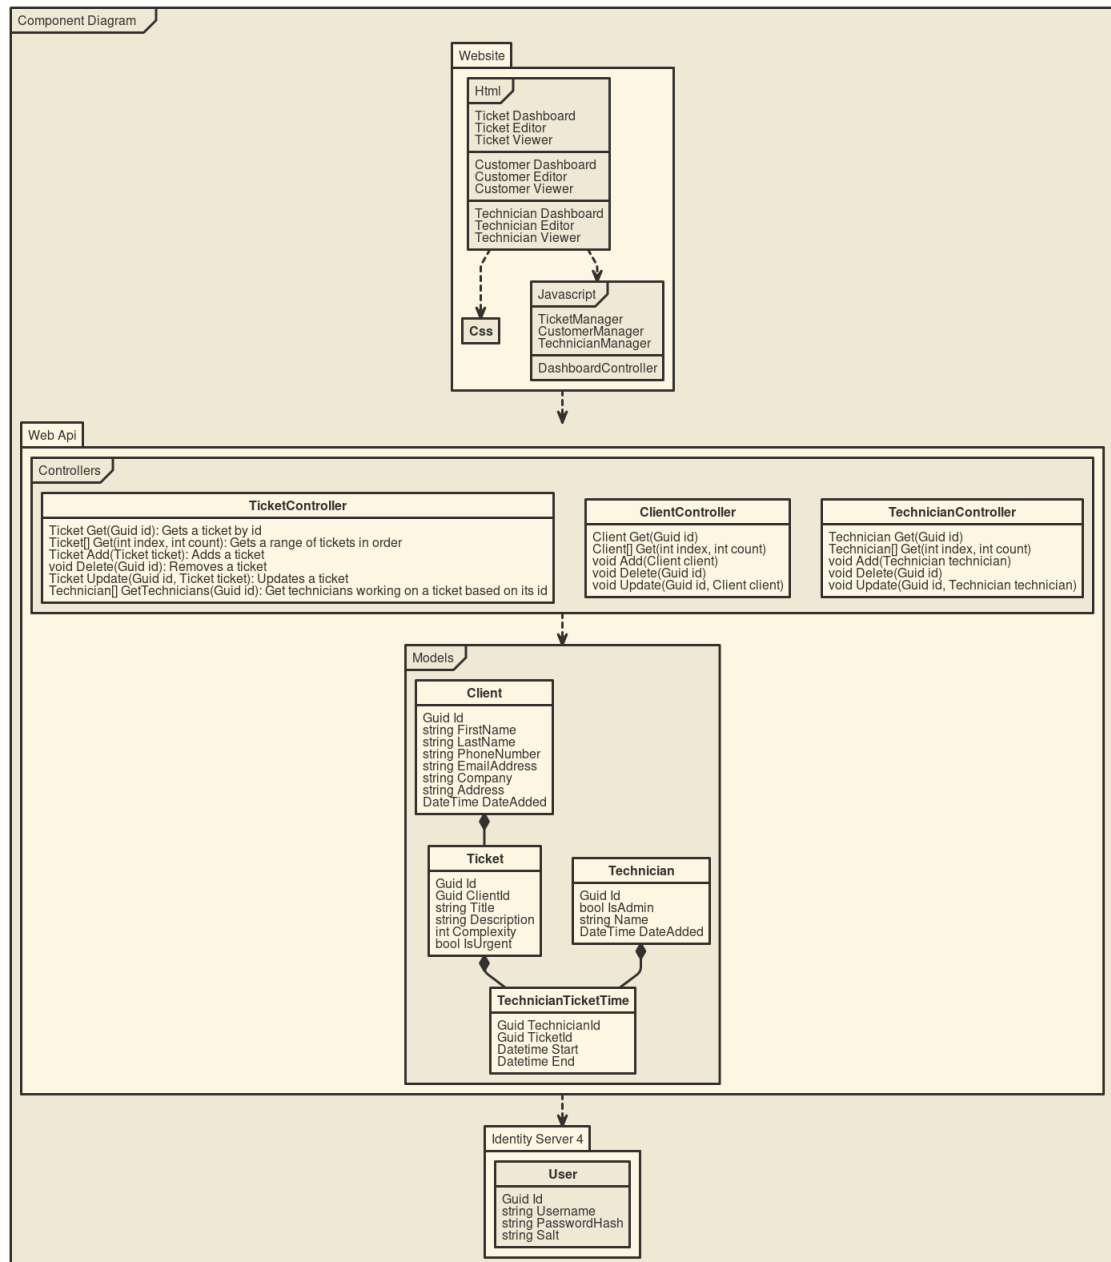 Component Diagram
Website
Html
Ticket Dashboard
Ticket Editor
Ticket Viewer
Customer Dashboard
Customer Editor
Customer Viewer
Technician Dashboard
Technician Editor
Technician Viewer
Css
Javascript
TicketManager
CustomerManager
TechnicianManager
DashboardController
Web Api
Controllers
TicketController
Ticket Get(Guid id): Gets a ticket by id
Ticket[] Get(int index, int count): Gets a range of tickets in order
Ticket Add(Ticket ticket): Adds a ticket
void Delete(Guid id): Removes a ticket
Ticket Update(Guid id, Ticket ticket): Updates a ticket
Technician[] GetTechnicians(Guid id): Get technicians working on a ticket based on its id
ClientController
Client Get(Guid id)
Client[] Get(int index, int count)
void Add(Client client)
void Delete(Guid id)
void Update(Guid id, Client client)
TechnicianController
Technician Get(Guid id)
Technician[] Get(int index, int count)
void Add(Technician technician)
void Delete(Guid id)
void Update(Guid id, Technician technician)
Models
Client
Guid Id
string FirstName
string LastName
string PhoneNumber
string EmailAddress
string Company
string Address
DateTime DateAdded
Ticket
Guid Id
Guid ClientId
string Title
string Description
int Complexity
bool IsUrgent
Technician
Guid Id
bool IsAdmin
string Name
DateTime DateAdded
TechnicianTicketTime
Guid TechnicianId
Guid TicketId
Datetime Start
Datetime End
Identity Server 4
User
Guid Id
string Username
string PasswordHash
string Salt